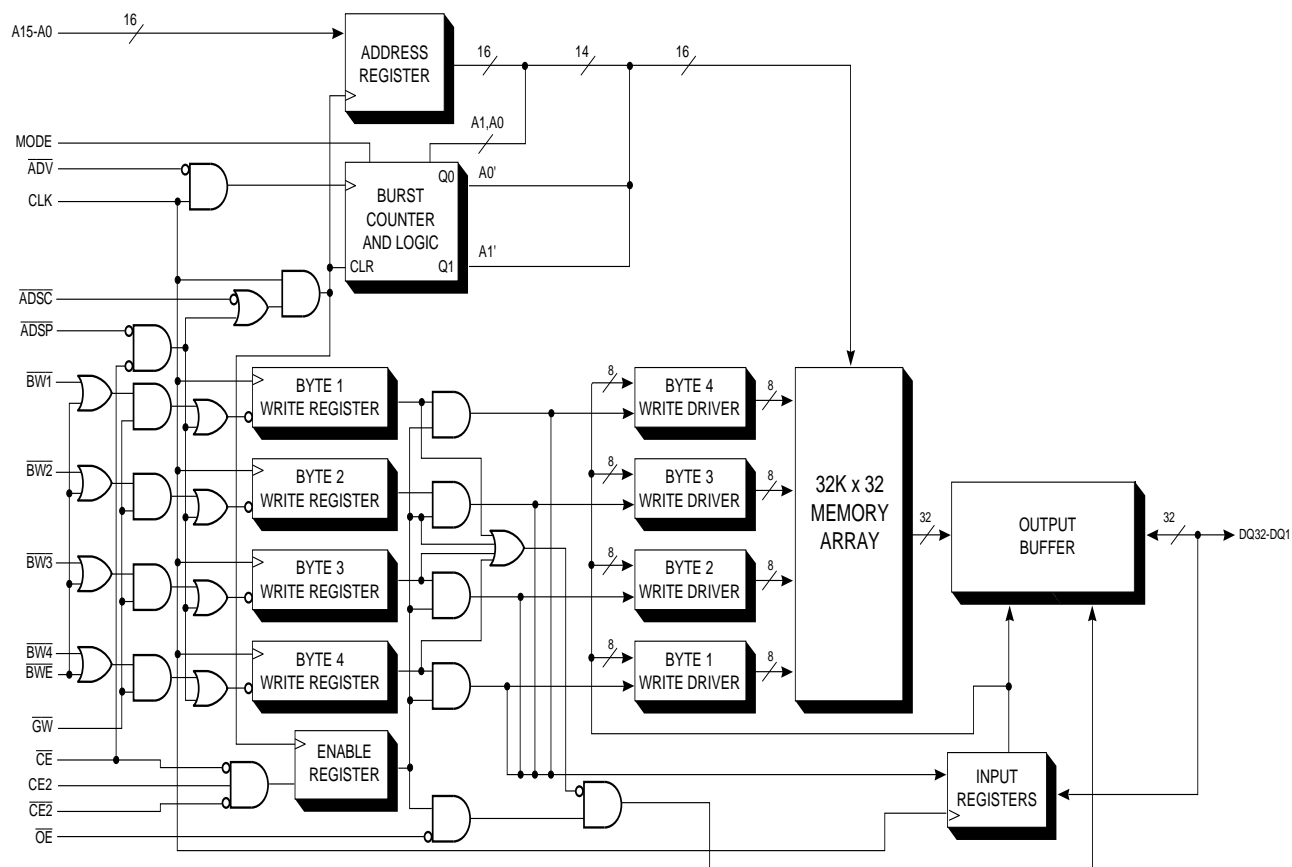 A15-A0
16
ADDRESS
REGISTER
16
14
16
A1,A0
MODE
ADV
CLK
BURST
COUNTER
AND LOGIC
Q0
A0'
CLR
Q1
A1'
ADSC
ADSP
BW1
BYTE 1
WRITE REGISTER
8
BYTE 4
WRITE DRIVER
8
BW2
BYTE 2
WRITE REGISTER
8
BYTE 3
WRITE DRIVER
8
32K x 32
MEMORY
ARRAY
32
OUTPUT
BUFFER
32
DQ32-DQ1
BW3
BYTE 3
WRITE REGISTER
8
BYTE 2
WRITE DRIVER
8
BW4
BWE
BYTE 4
WRITE REGISTER
8
BYTE 1
WRITE DRIVER
8
GW
CE
CE2
CE2
OE
ENABLE
REGISTER
INPUT
REGISTERS